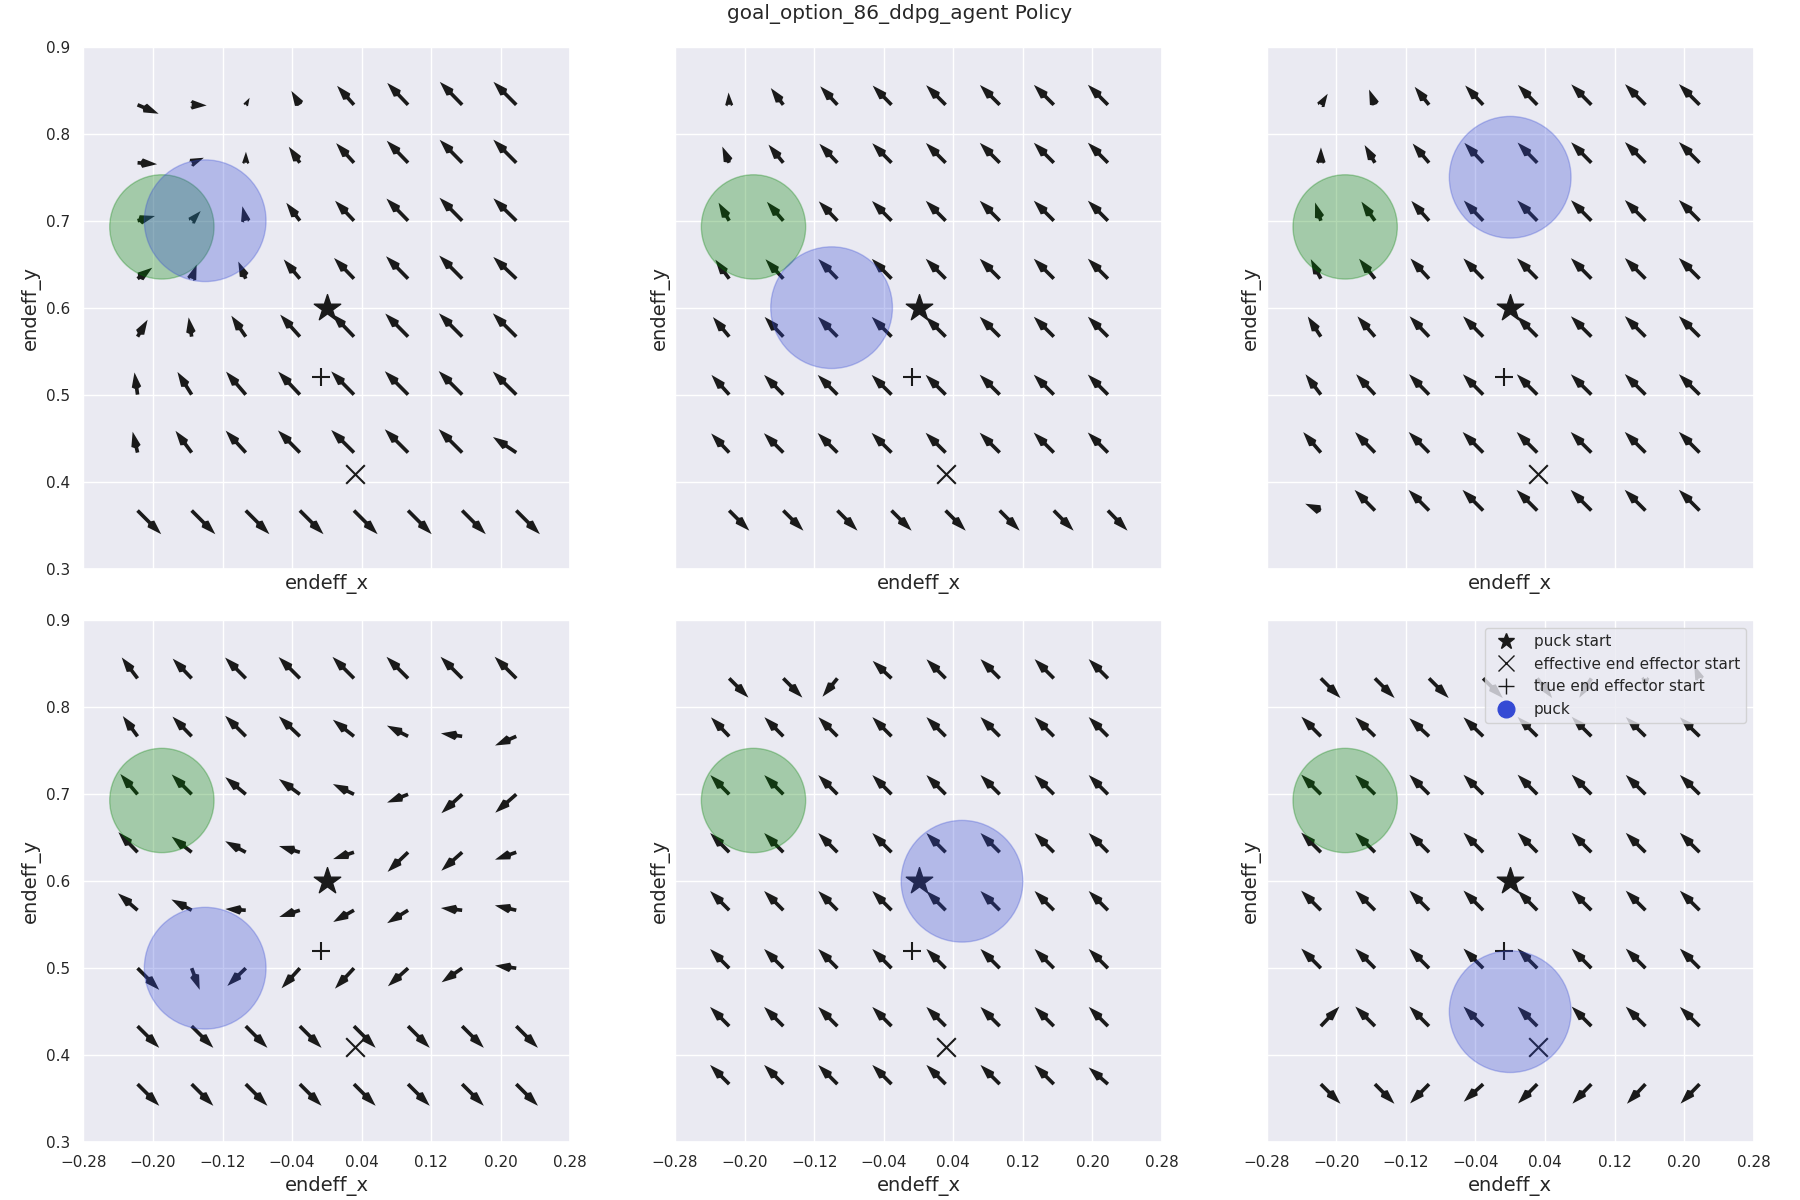 goal_option_86_ddpg_agent Policy
0.9
0.8
0.7
0.6
0.5
0.4
0.3
endeff_y
endeff_x
endeff_y
endeff_x
endeff_y
endeff_x
0.9
0.8
0.7
0.6
0.5
0.4
0.3
endeff_y
−0.28 −0.20 −0.12 −0.04 0.04 0.12 0.20 0.28
endeff_x
endeff_y
−0.28 −0.20 −0.12 −0.04 0.04 0.12 0.20 0.28
endeff_x
puck start
effective end effector start
true end effector start
puck
endeff_y
−0.28 −0.20 −0.12 −0.04 0.04 0.12 0.20 0.28
endeff_x